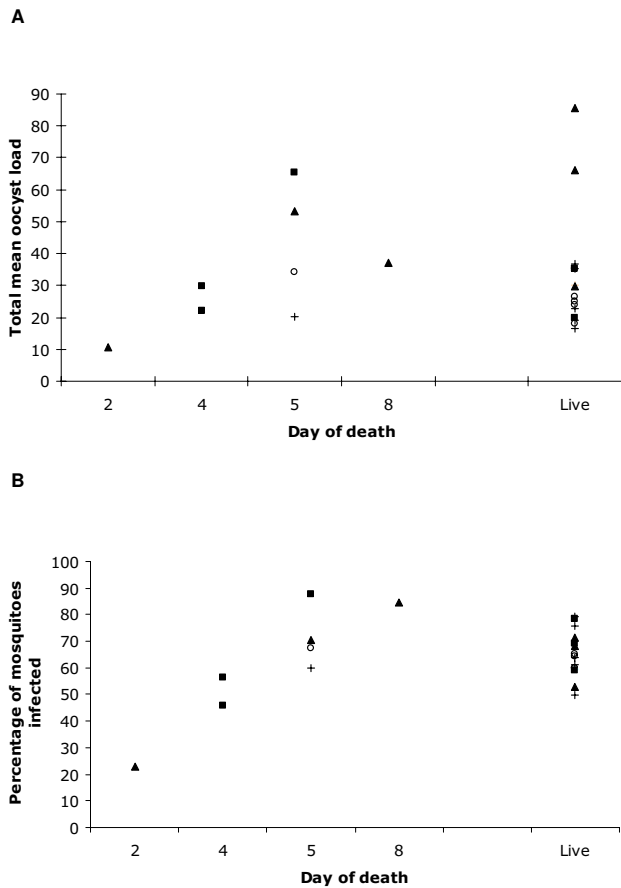 A
90
80
70
60
50
40
30
20
10
0
Total mean oocyst load
2 4 5 8 Live
Day of death
B
100
90
80
70
60
50
40
30
20
10
0
Percentage of mosquitoes
infected
2 4 5 8 Live
Day of death